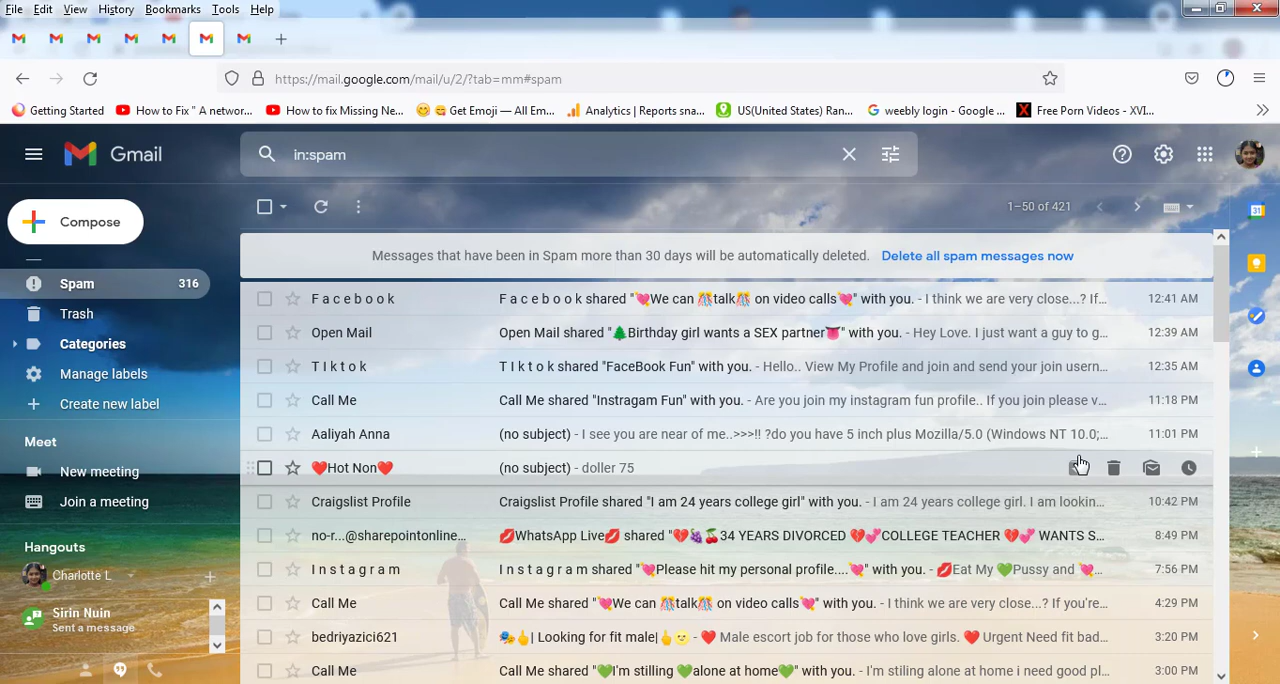 File Edit View History Bookmarks Tools Help
https://mail.google.com/mail/u/2/?tab=mm#spam
Getting Started How to Fix " A networ... How to fix Missing Ne... 😊 😋 Get Emoji — All Em... Analytics | Reports sna... US(United States) Ran... weebly login - Google ... Free Porn Videos - XVI...
Gmail in:spam
Compose 1–50 of 421
Messages that have been in Spam more than 30 days will be automatically deleted. Delete all spam messages now
Spam 316
Trash
Categories
Manage labels
Create new label
Meet
New meeting
Join a meeting
Hangouts
Charlotte L
Sirin Nuin
Sent a message
F a c e b o o k F a c e b o o k shared "💘We can 🎊talk🎊 on video calls💘" with you. - I think we are very close...? If... 12:41 AM
Open Mail Open Mail shared "🌲Birthday girl wants a SEX partner👅" with you. - Hey Love. I just want a guy to g... 12:39 AM
T I k t o k T I k t o k shared "FaceBook Fun" with you. - Hello.. View My Profile and join and send your join usern... 12:35 AM
Call Me Call Me shared "Instragam Fun" with you. - Are you join my instagram fun profile.. If you join please v... 11:18 PM
Aaliyah Anna (no subject) - I see you are near of me..>>>!! ?do you have 5 inch plus Mozilla/5.0 (Windows NT 10.0;... 11:01 PM
❤️Hot Non❤️ (no subject) - doller 75
Craigslist Profile Craigslist Profile shared "I am 24 years college girl" with you. - I am 24 years college girl. I am lookin... 10:42 PM
no-r...@sharepointonline... 💋WhatsApp Live💋 shared "💔🍇🍒34 YEARS DIVORCED 💔💞COLLEGE TEACHER 💔💞 WANTS S... 8:49 PM
I n s t a g r a m I n s t a g r a m shared "💘Please hit my personal profile....💘" with you. - 💋Eat My 💚Pussy and 💘... 7:56 PM
Call Me Call Me shared "💘We can 🎊talk🎊 on video calls💘" with you. - I think we are very close...? If you're... 4:29 PM
bedriyazici621 🎭👆| Looking for fit male|👆🌝 - ❤️ Male escort job for those who love girls. ❤️ Urgent Need fit bad... 3:20 PM
Call Me Call Me shared "💚I'm stilling 💚alone at home💚" with you. - I'm stiling alone at home i need good pl... 3:00 PM
31